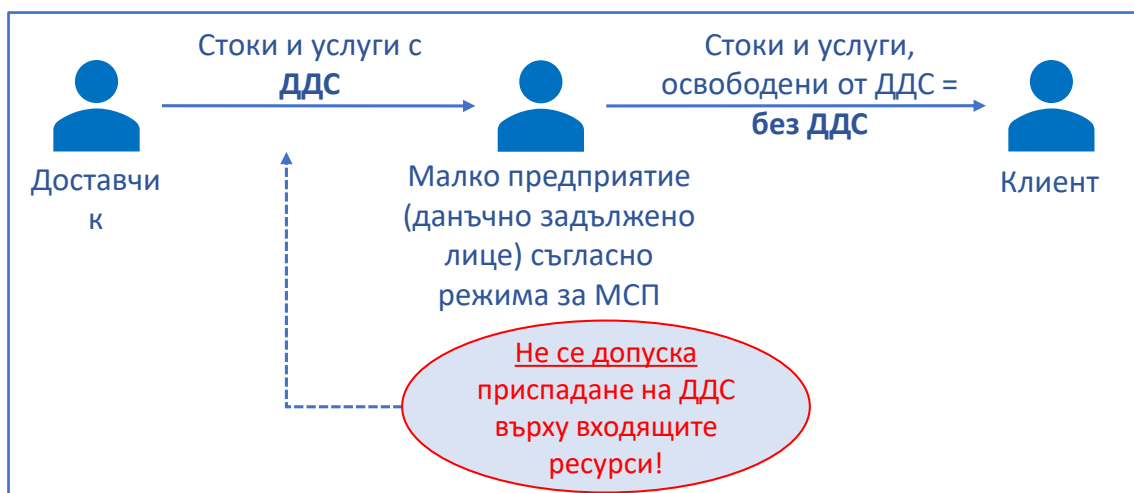 Стоки и услуги с
ДДС
Стоки и услуги,
освободени от ДДС =
без ДДС
Доставчи
к
Малко предприятие
(данъчно задължено
лице) съгласно
режима за МСП
Клиент
Не се допуска
приспадане на ДДС
върху входящите
ресурси!